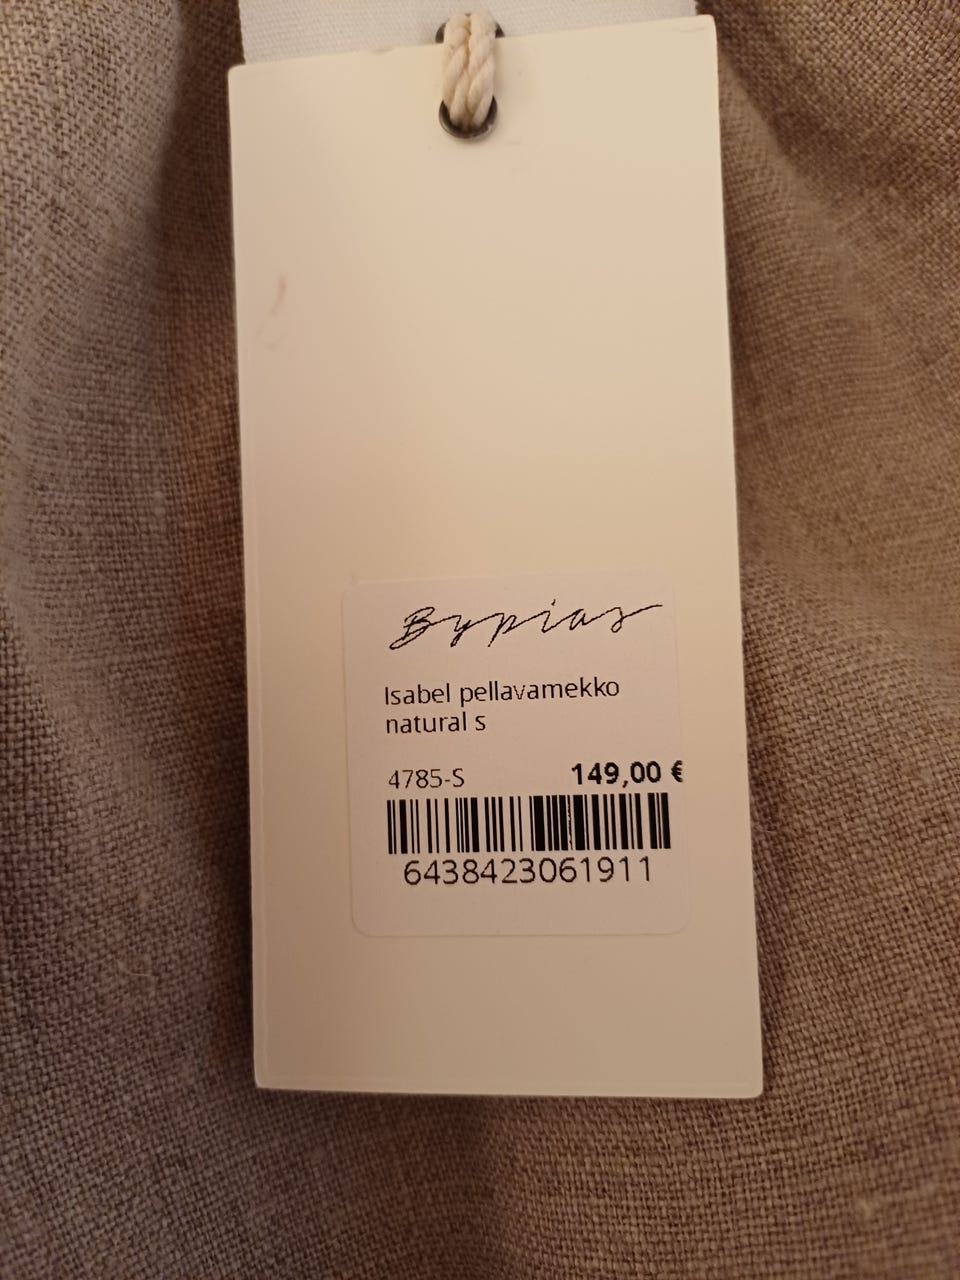 Bypias
Isabel pellavamekko
natural s
4785-S 149,00 €
6438423061911